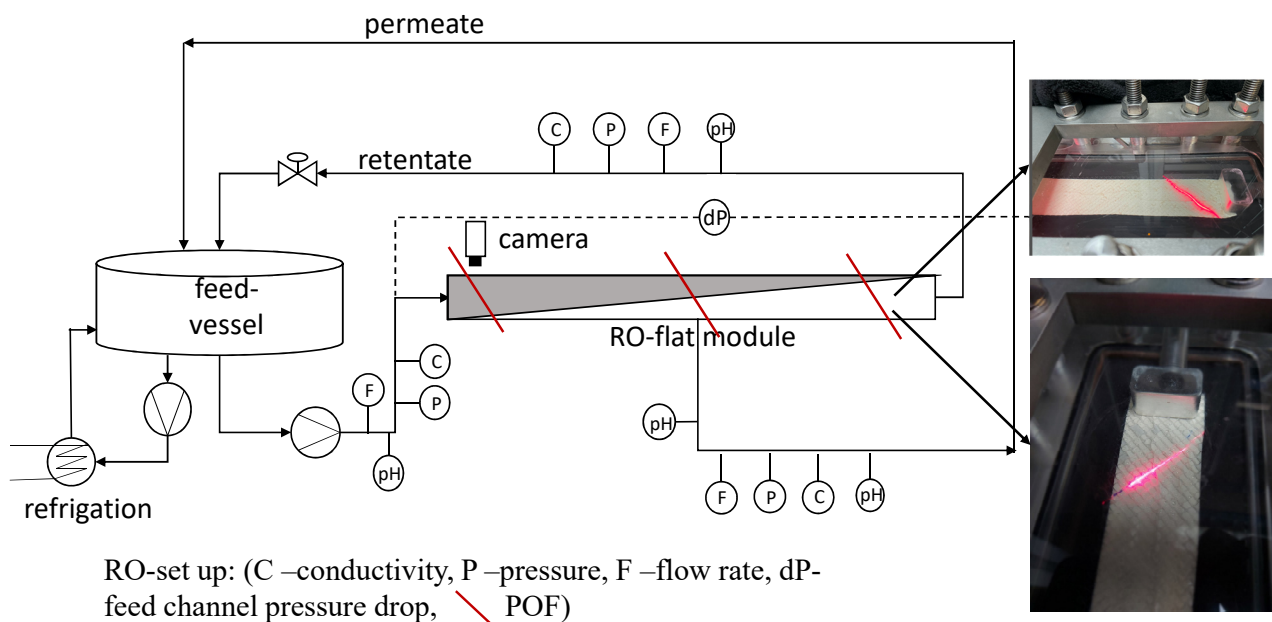 permeate
C P F pH
retentate
dP
camera
feed-
vessel
RO-flat module
C
F
P
pH
pH
F P C pH
refrigation
RO-set up: (C –conductivity, P –pressure, F –flow rate, dP-
feed channel pressure drop, POF)